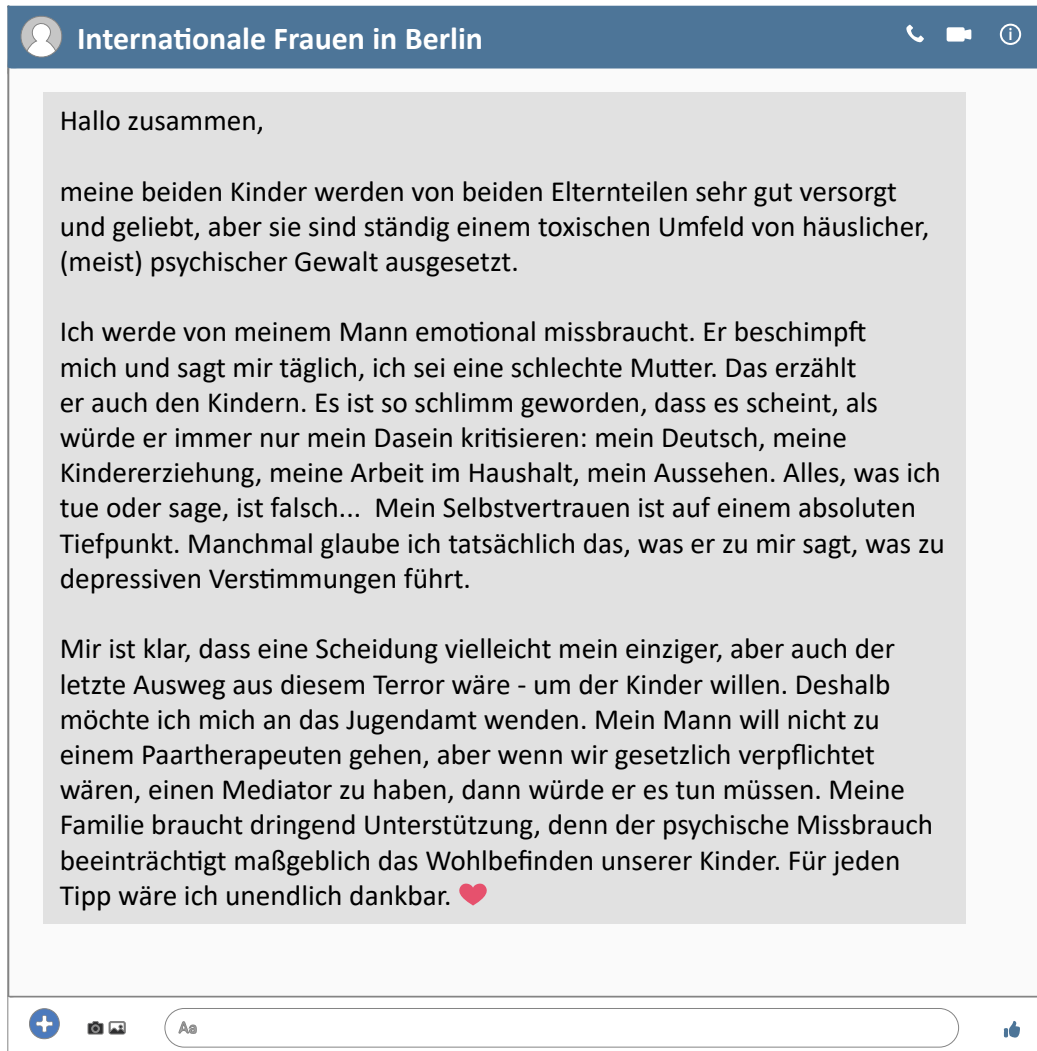 Internationale Frauen in Berlin
Hallo zusammen,
meine beiden Kinder werden von beiden Elternteilen sehr gut versorgt
und geliebt, aber sie sind ständig einem toxischen Umfeld von häuslicher,
(meist) psychischer Gewalt ausgesetzt.
Ich werde von meinem Mann emotional missbraucht. Er beschimpft
mich und sagt mir täglich, ich sei eine schlechte Mutter. Das erzählt
er auch den Kindern. Es ist so schlimm geworden, dass es scheint, als
würde er immer nur mein Dasein kritisieren: mein Deutsch, meine
Kindererziehung, meine Arbeit im Haushalt, mein Aussehen. Alles, was ich
tue oder sage, ist falsch... Mein Selbstvertrauen ist auf einem absoluten
Tiefpunkt. Manchmal glaube ich tatsächlich das, was er zu mir sagt, was zu
depressiven Verstimmungen führt.
Mir ist klar, dass eine Scheidung vielleicht mein einziger, aber auch der
letzte Ausweg aus diesem Terror wäre - um der Kinder willen. Deshalb
möchte ich mich an das Jugendamt wenden. Mein Mann will nicht zu
einem Paartherapeuten gehen, aber wenn wir gesetzlich verpflichtet
wären, einen Mediator zu haben, dann würde er es tun müssen. Meine
Familie braucht dringend Unterstützung, denn der psychische Missbrauch
beeinträchtigt maßgeblich das Wohlbefinden unserer Kinder. Für jeden
Tipp wäre ich unendlich dankbar. ❤
Aa